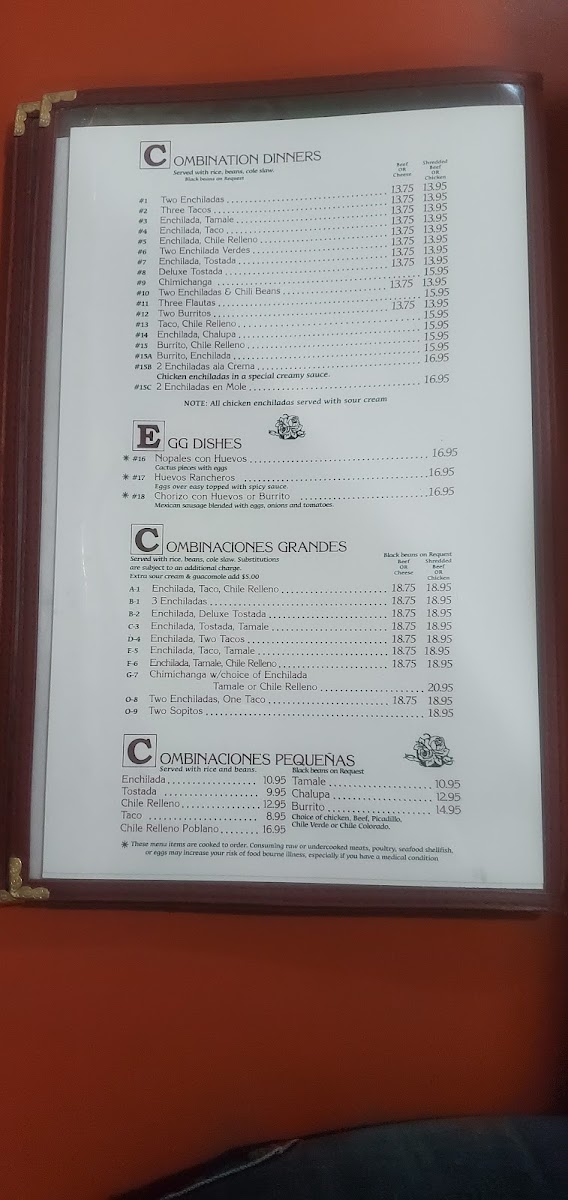 COMBINATION DINNERS
Served with rice, beans, cole slaw.
Black beans on Request
Beef OR Cheese
Shredded Beef OR Chicken
#1 Two Enchiladas 13.75 13.95
#2 Three Tacos 13.75 13.95
#3 Enchilada, Tamale 13.75 13.95
#4 Enchilada, Taco 13.75 13.95
#5 Enchilada, Chile Relleno 13.75 13.95
#6 Two Enchilada Verdes 13.75 13.95
#7 Enchilada, Tostada 13.75 13.95
#8 Deluxe Tostada 13.75 13.95
#9 Chimichanga 15.95
#10 Two Enchiladas & Chili Beans 13.75 13.95
#11 Three Flautas 15.95
#12 Two Burritos 13.75 13.95
#13 Taco, Chile Relleno 15.95
#14 Enchilada, Chalupa 15.95
#15 Burrito, Chile Relleno 15.95
#15A Burrito, Enchilada 15.95
#15B 2 Enchiladas ala Crema 16.95
Chicken enchiladas in a special creamy sauce.
#15C 2 Enchiladas en Mole 16.95
NOTE: All chicken enchiladas served with sour cream
EGG DISHES
* #16 Nopales con Huevos 16.95
Cactus pieces with eggs
* #17 Huevos Rancheros 16.95
Eggs over easy topped with spicy sauce.
* #18 Chorizo con Huevos or Burrito 16.95
Mexican sausage blended with eggs, onions and tomatoes.
COMBINACIONES GRANDES
Served with rice, beans, cole slaw. Substitutions
are subject to an additional charge.
Extra sour cream & guacomole add $5.00
Black beans on Request
Beef OR Cheese
Shredded Beef OR Chicken
A-1 Enchilada, Taco, Chile Relleno 18.75 18.95
B-1 3 Enchiladas 18.75 18.95
B-2 Enchilada, Deluxe Tostada 18.75 18.95
C-3 Enchilada, Tostada, Tamale 18.75 18.95
D-4 Enchilada, Two Tacos 18.75 18.95
E-5 Enchilada, Taco, Tamale 18.75 18.95
F-6 Enchilada, Tamale, Chile Relleno 18.75 18.95
G-7 Chimichanga w/choice of Enchilada
Tamale or Chile Relleno 20.95
O-8 Two Enchiladas, One Taco 18.75 18.95
O-9 Two Sopitos 18.95
COMBINACIONES PEQUEÑAS
Served with rice and beans.
Black beans on Request
Enchilada 10.95
Tostada 9.95
Chile Relleno 12.95
Taco 8.95
Chile Relleno Poblano 16.95
Tamale 10.95
Chalupa 12.95
Burrito 14.95
Choice of chicken, Beef, Picadillo,
Chile Verde or Chile Colorado.
* These menu items are cooked to order. Consuming raw or undercooked meats, poultry, seafood shellfish,
or eggs may increase your risk of food bourne illness, especially if you have a medical condition